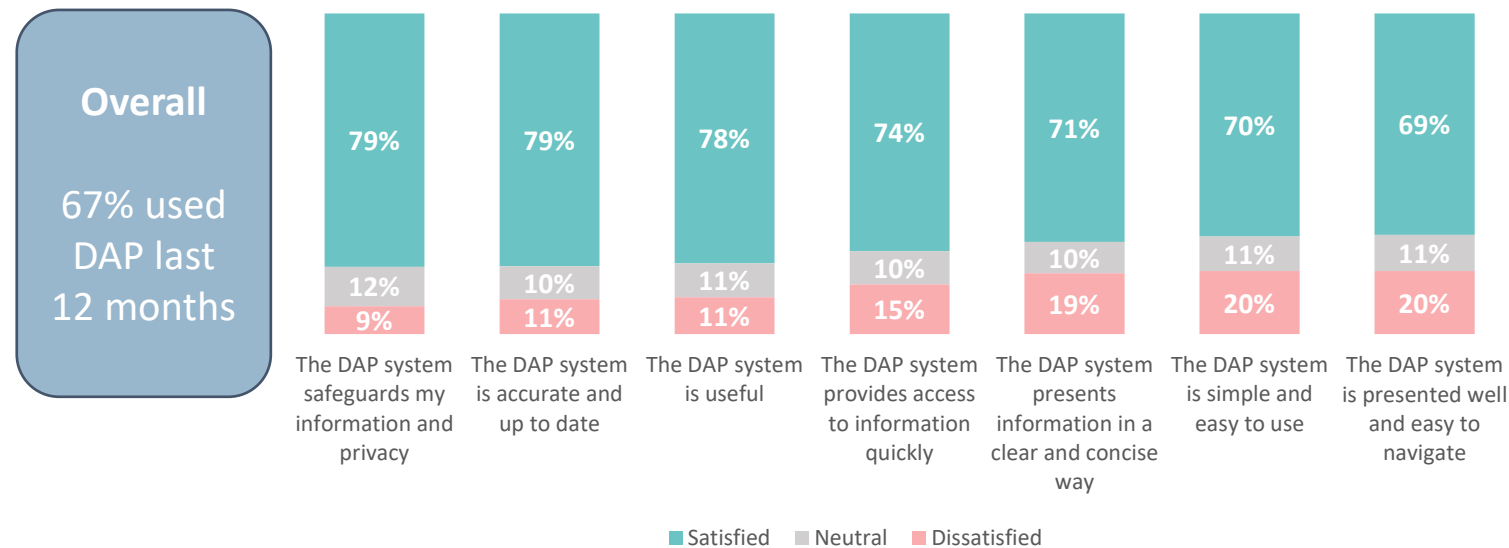 Overall
67% used
DAP last
12 months
79%
12%
9%
The DAP system
safeguards my
information and
privacy
79%
10%
11%
The DAP system
is accurate and
up to date
78%
11%
11%
The DAP system
is useful
74%
10%
15%
The DAP system
provides access
to information
quickly
71%
10%
19%
The DAP system
presents
information in a
clear and concise
way
70%
11%
20%
The DAP system
is simple and
easy to use
69%
11%
20%
The DAP system
is presented well
and easy to
navigate
Satisfied
Neutral
Dissatisfied